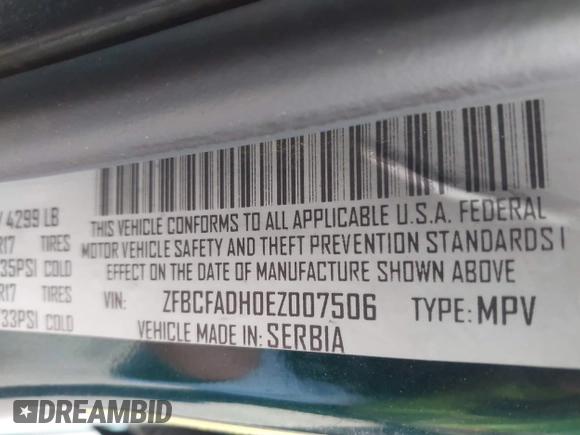 4299 LB
THIS VEHICLE CONFORMS TO ALL APPLICABLE U.S.A. FEDERAL
R17 TIRES MOTOR VEHICLE SAFETY AND THEFT PREVENTION STANDARDS I
35PSI COLD EFFECT ON THE DATE OF MANUFACTURE SHOWN ABOVE
R17 TIRES VIN: ZFBCFADH0EZ007506 TYPE: MPV
33PSI COLD VEHICLE MADE IN: SERBIA
DREAMBID